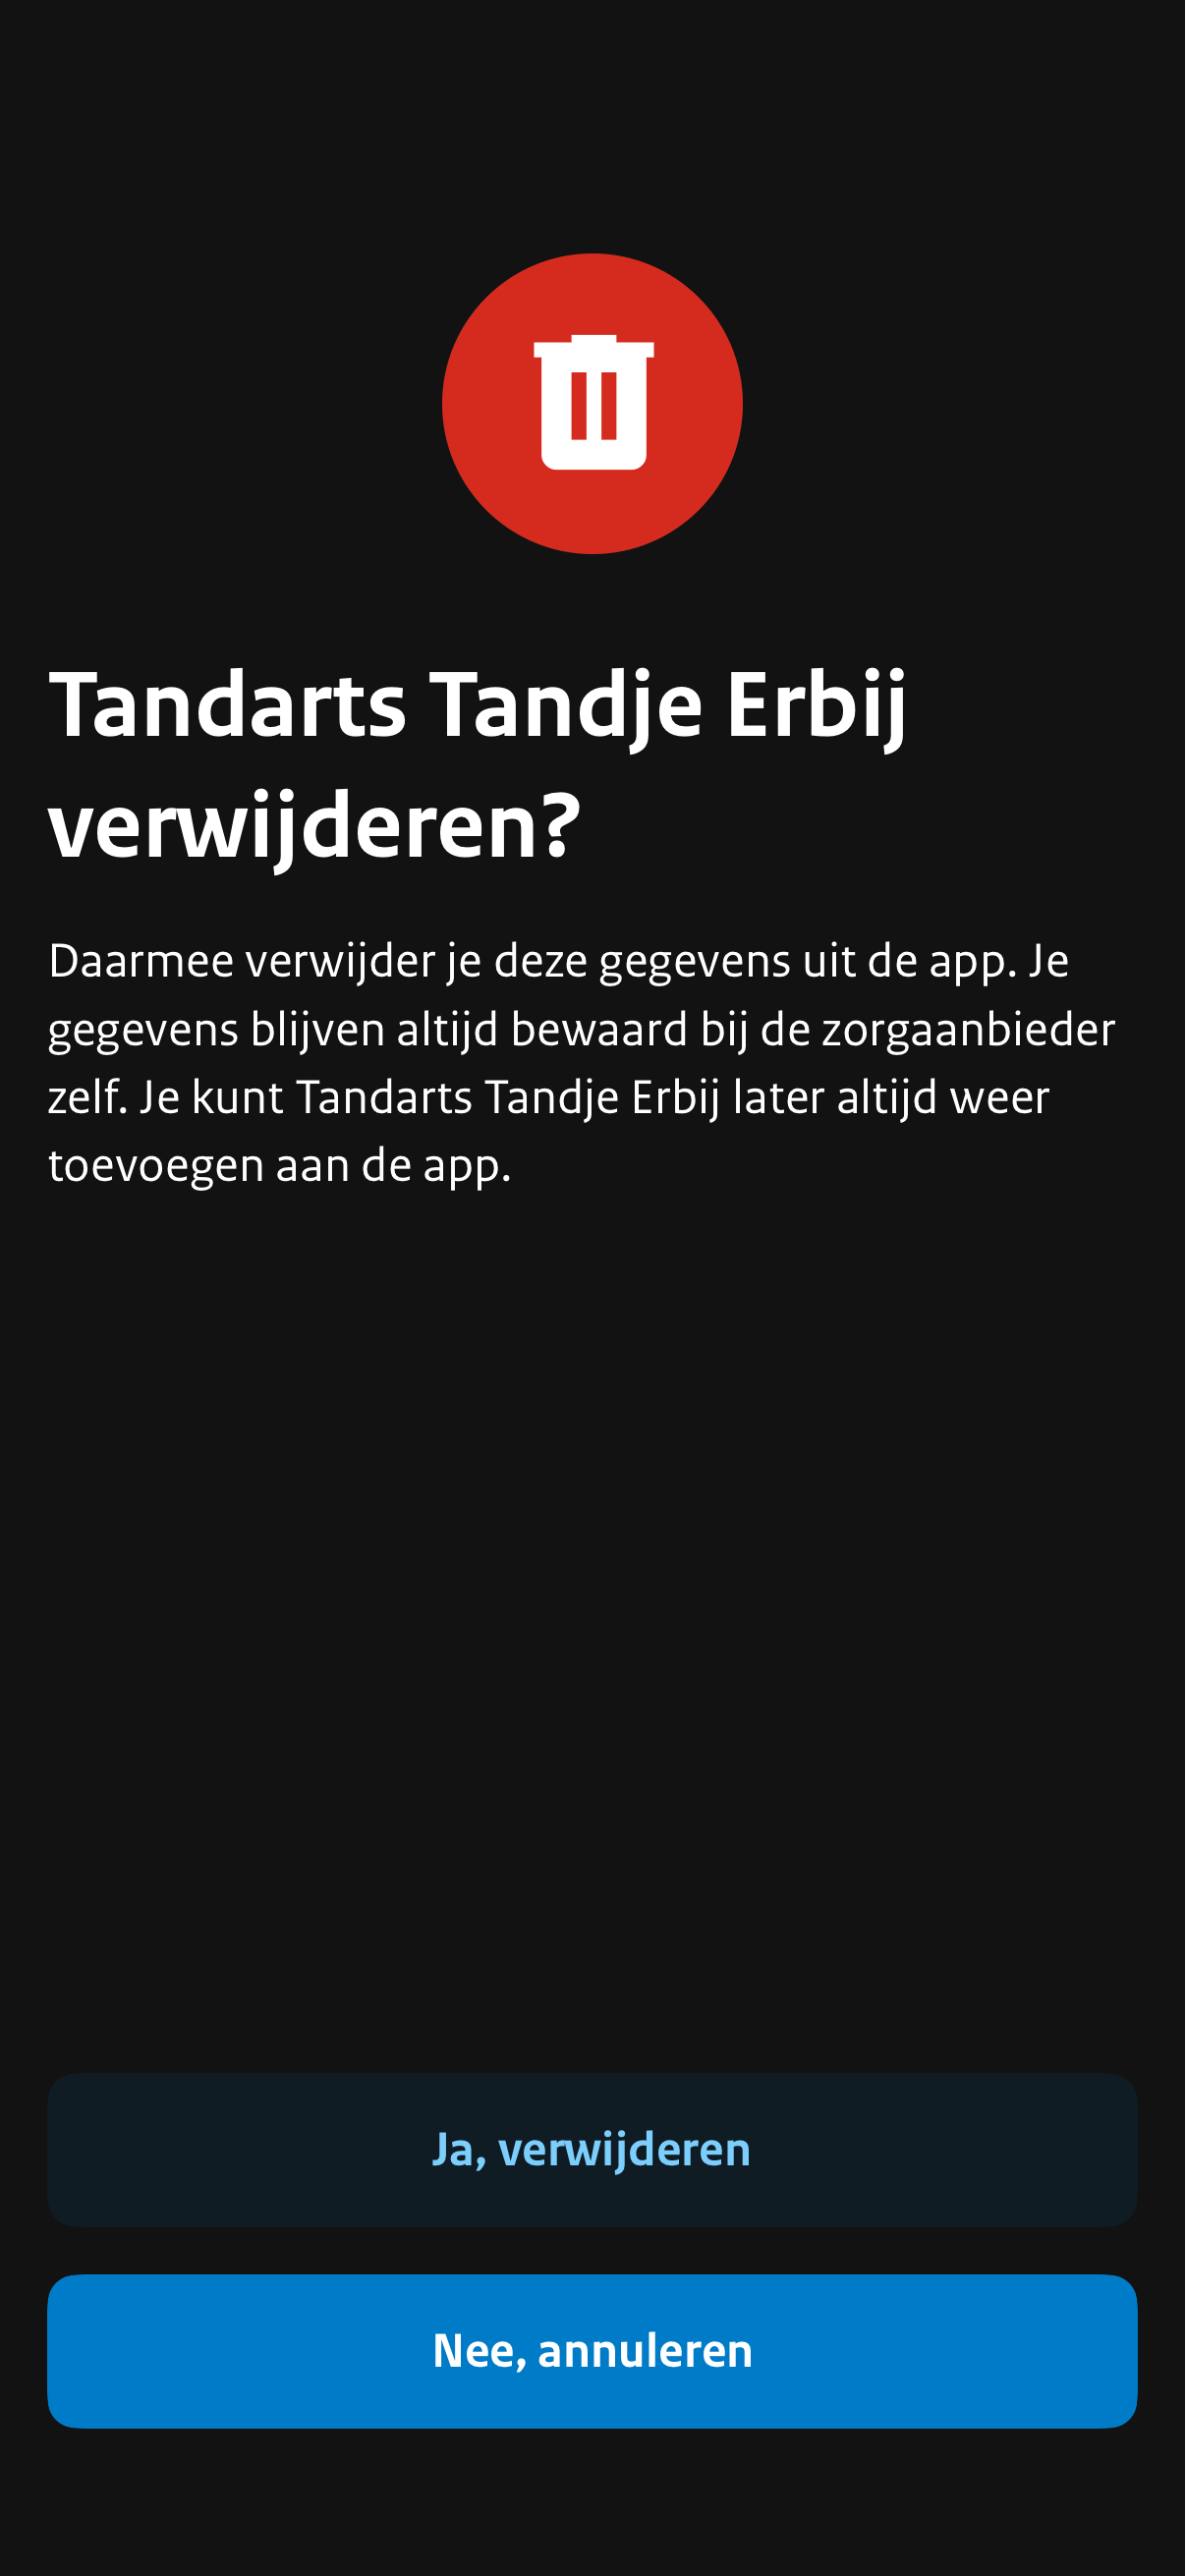 Tandarts Tandje Erbij
verwijderen?
Daarmee verwijder je deze gegevens uit de app. Je
gegevens blijven altijd bewaard bij de zorgaanbieder
zelf. Je kunt Tandarts Tandje Erbij later altijd weer
toevoegen aan de app.
Ja, verwijderen
Nee, annuleren